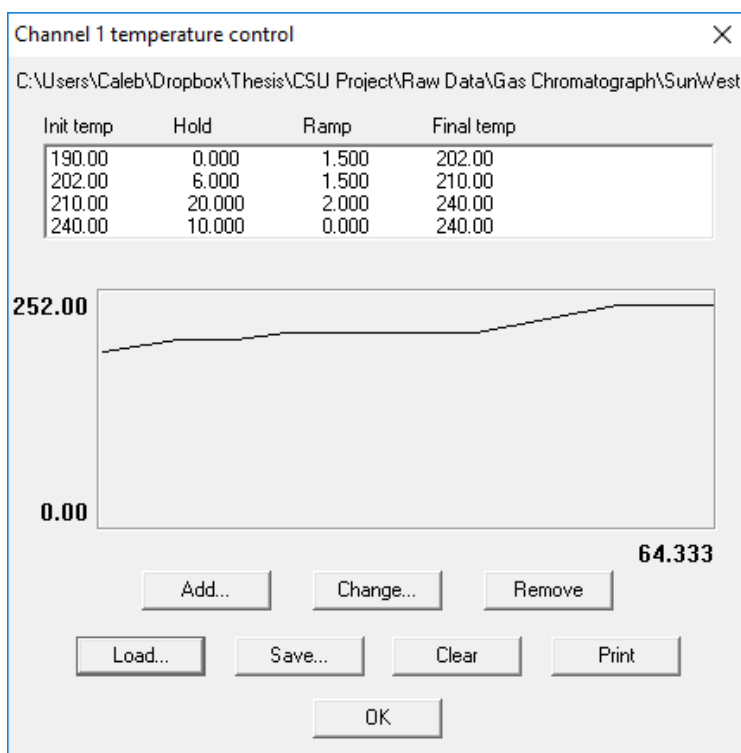 Channel 1 temperature control
C:\Users\Caleb\Dropbox\Thesis\CSU Project\Raw Data\Gas Chromatograph\SunWest
Init temp Hold Ramp Final temp
190.00 0.000 1.500 202.00
202.00 6.000 1.500 210.00
210.00 20.000 2.000 240.00
240.00 10.000 0.000 240.00
252.00
0.00
64.333
Add... Change... Remove
Load... Save... Clear Print
OK